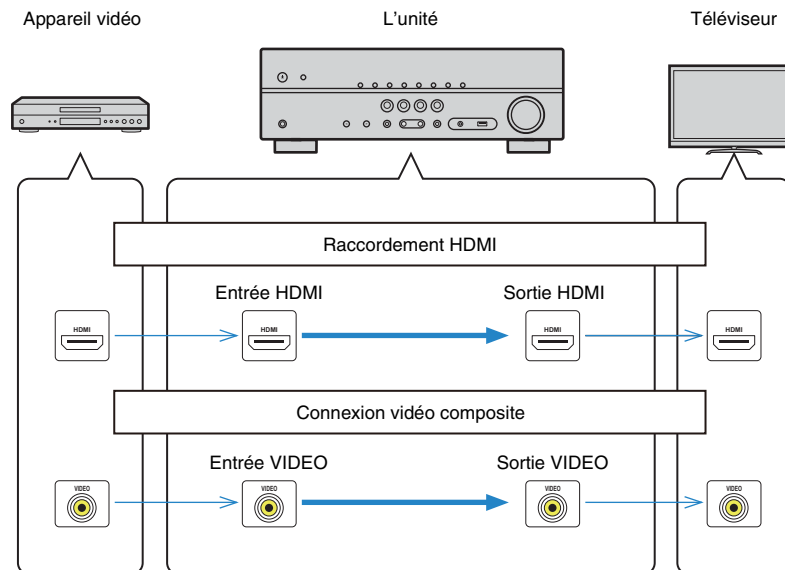 Appareil vidéo
L'unité
Téléviseur
Raccordement HDMI
Entrée HDMI
Sortie HDMI
HDMI
HDMI
HDMI
HDMI
Connexion vidéo composite
Entrée VIDEO
Sortie VIDEO
VIDEO
VIDEO
VIDEO
VIDEO